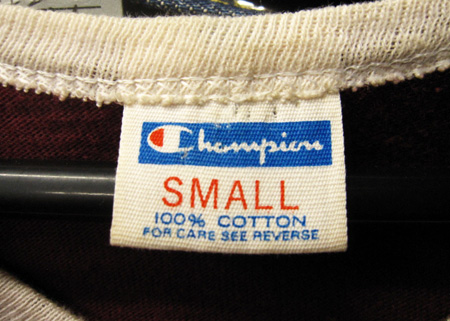 Champion
SMALL
100% COTTON
FOR CARE SEE REVERSE